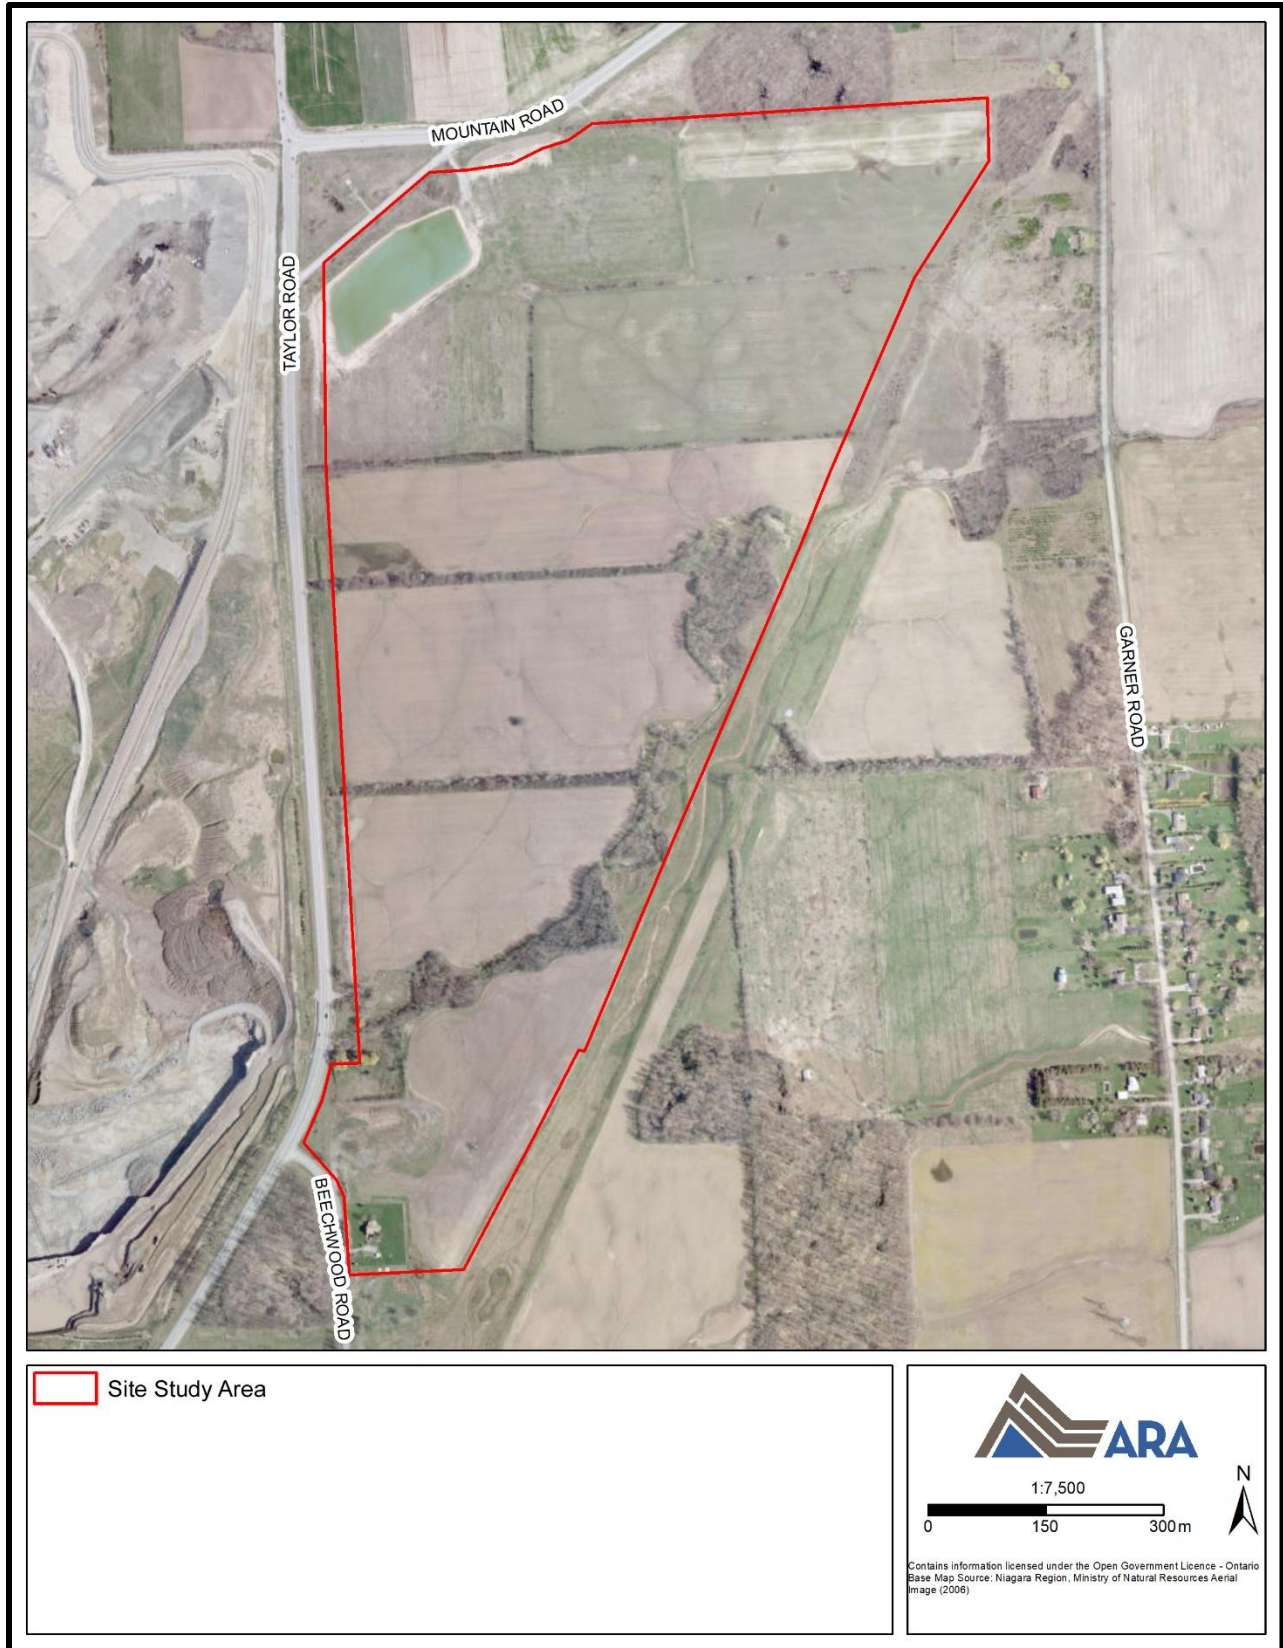 MOUNTAIN ROAD
TAYLOR ROAD
GARNER ROAD
BEECHWOOD ROAD
Site Study Area
ARA
1:7,500
N
0 150 300 m
Contains information licensed under the Open Government Licence - Ontario
Base Map Source: Niagara Region, Ministry of Natural Resources Aerial
Image (2006)